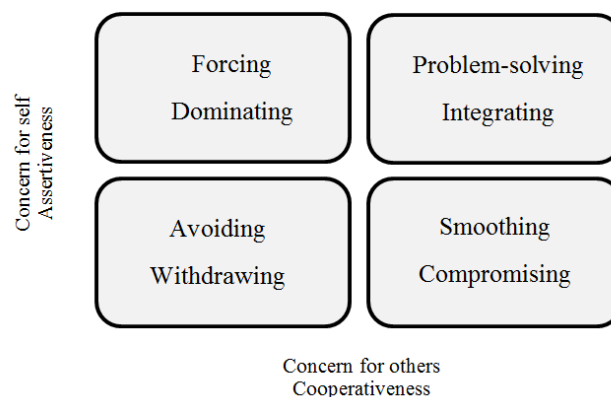 Forcing
Dominating
Problem-solving
Integrating
Concern for self
Assertiveness
Avoiding
Withdrawing
Smoothing
Compromising
Concern for others
Cooperativeness